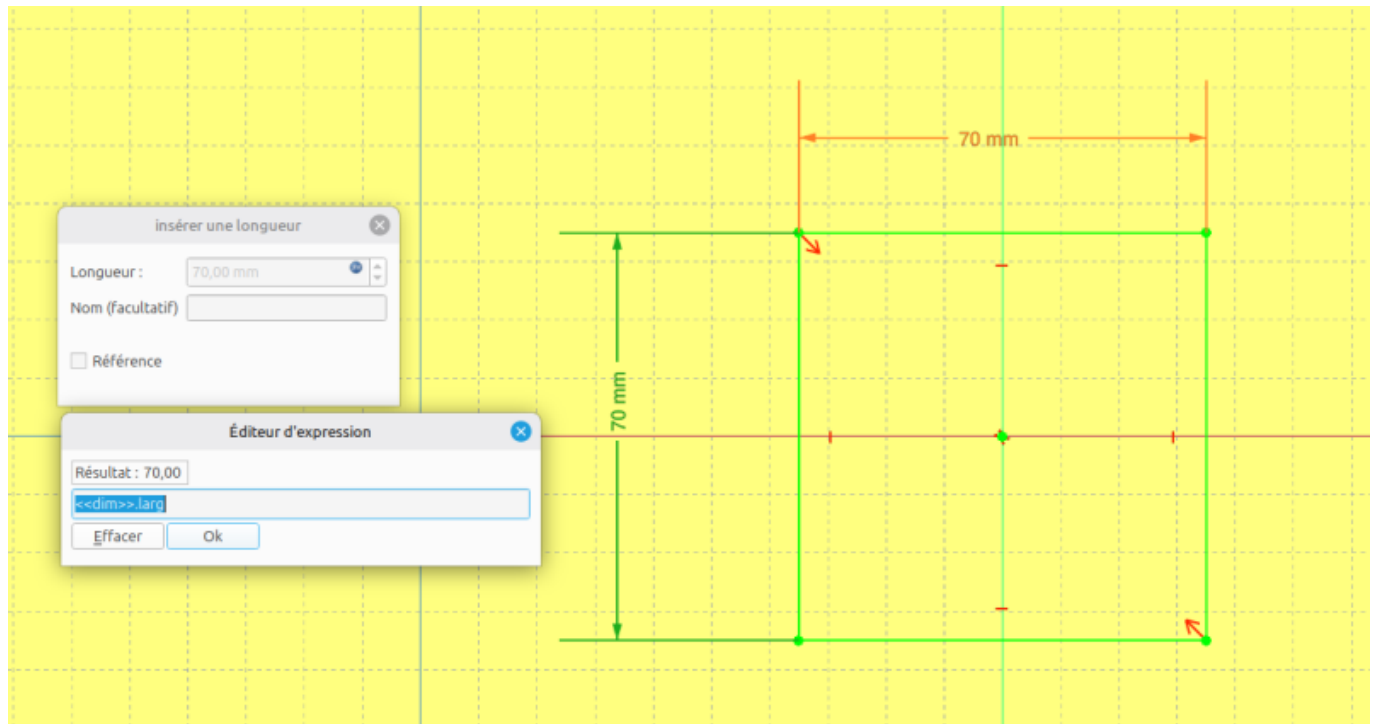 70 mm
insérer une longueur
Longueur : 70,00 mm
Nom (facultatif)
Référence
70 mm
Éditeur d'expression
Résultat : 70,00
<<dim>>.larg
Effacer Ok